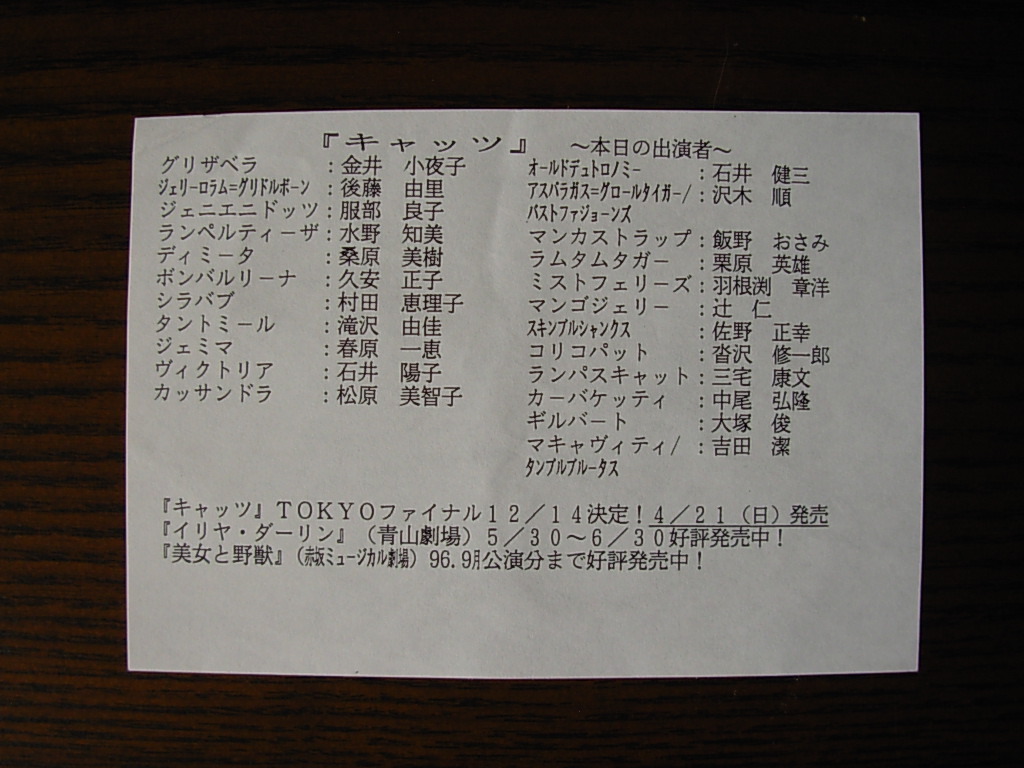 『キャッツ』 ～本日の出演者～
グリザベラ ：金井 小夜子
ジェリーロラム=グリドルボーン ：後藤 由里
ジェニエニドッツ：服部 良子
ランペルティーザ：水野 知美
ディミータ ：桑原 美樹
ボンバルリーナ ：久安 正子
シラバブ ：村田 恵理子
タントミール ：滝沢 由佳
ジェミマ ：春原 一恵
ヴィクトリア ：石井 陽子
カッサンドラ ：松原 美智子
オールドデュトロノミー ：石井 健三
アスパラガス=グロールタイガー/ ：沢木 順
バストファジョーンズ
マンカストラップ：飯野 おさみ
ラムタムタガー ：栗原 英雄
ミストフェリーズ：羽根渕 章洋
マンゴジェリー ：辻 仁
スキンブルシャンクス ：佐野 正幸
コリコパット ：沓沢 修一郎
ランパスキャット：三宅 康文
カーバケッティ ：中尾 弘隆
ギルバート ：大塚 俊
マキャヴィティ/ ：吉田 潔
タンブルブルータス
『キャッツ』TOKYOファイナル12／14決定！4／21（日）発売
『イリヤ・ダーリン』（青山劇場）5／30～6／30好評発売中！
『美女と野獣』（赤坂ミュージカル劇場）96.9月公演分まで好評発売中！